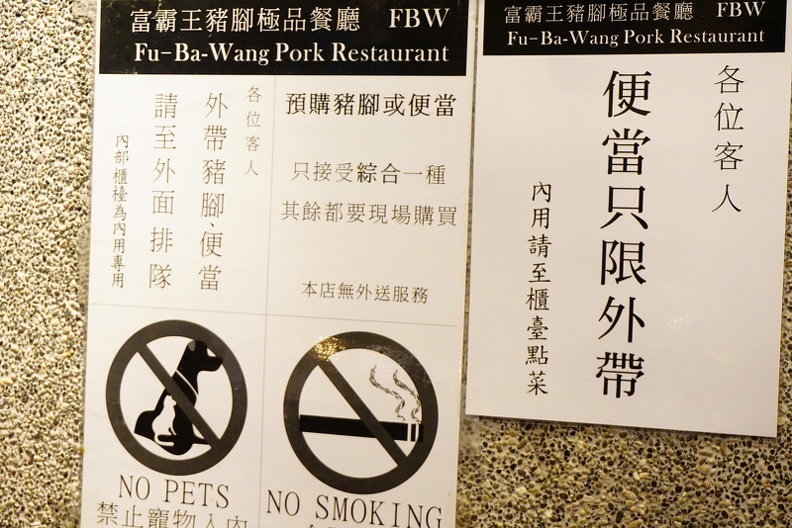 富霸王豬腳極品餐廳 FBW
Fu-Ba-Wang Pork Restaurant
各位客人
外帶豬腳、便當
請至外面排隊
內部櫃檯為內用專用
預購豬腳或便當
只接受綜合一種
其餘都要現場購買
本店無外送服務
NO PETS
禁止寵物入內
NO SMOKING
富霸王豬腳極品餐廳 FBW
Fu-Ba-Wang Pork Restaurant
各位客人
便當只限外帶
內用請至櫃臺點菜